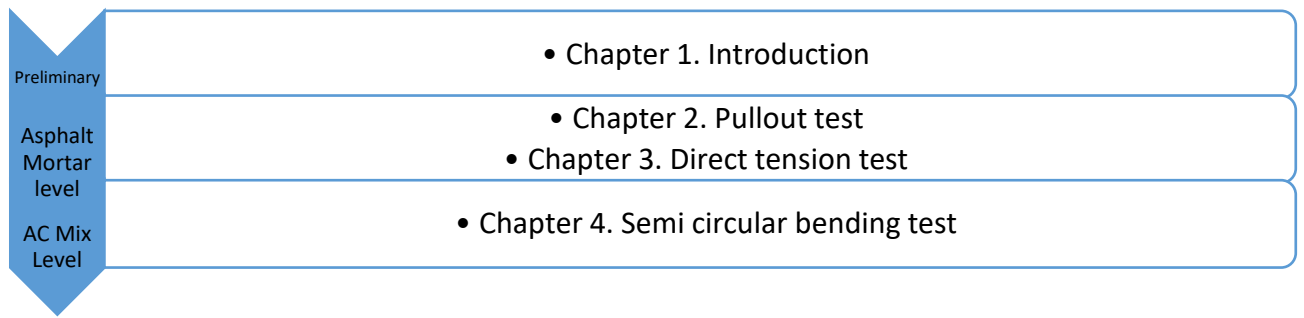 Preliminary
• Chapter 1. Introduction
Asphalt
Mortar
level
• Chapter 2. Pullout test
• Chapter 3. Direct tension test
AC Mix
Level
• Chapter 4. Semi circular bending test